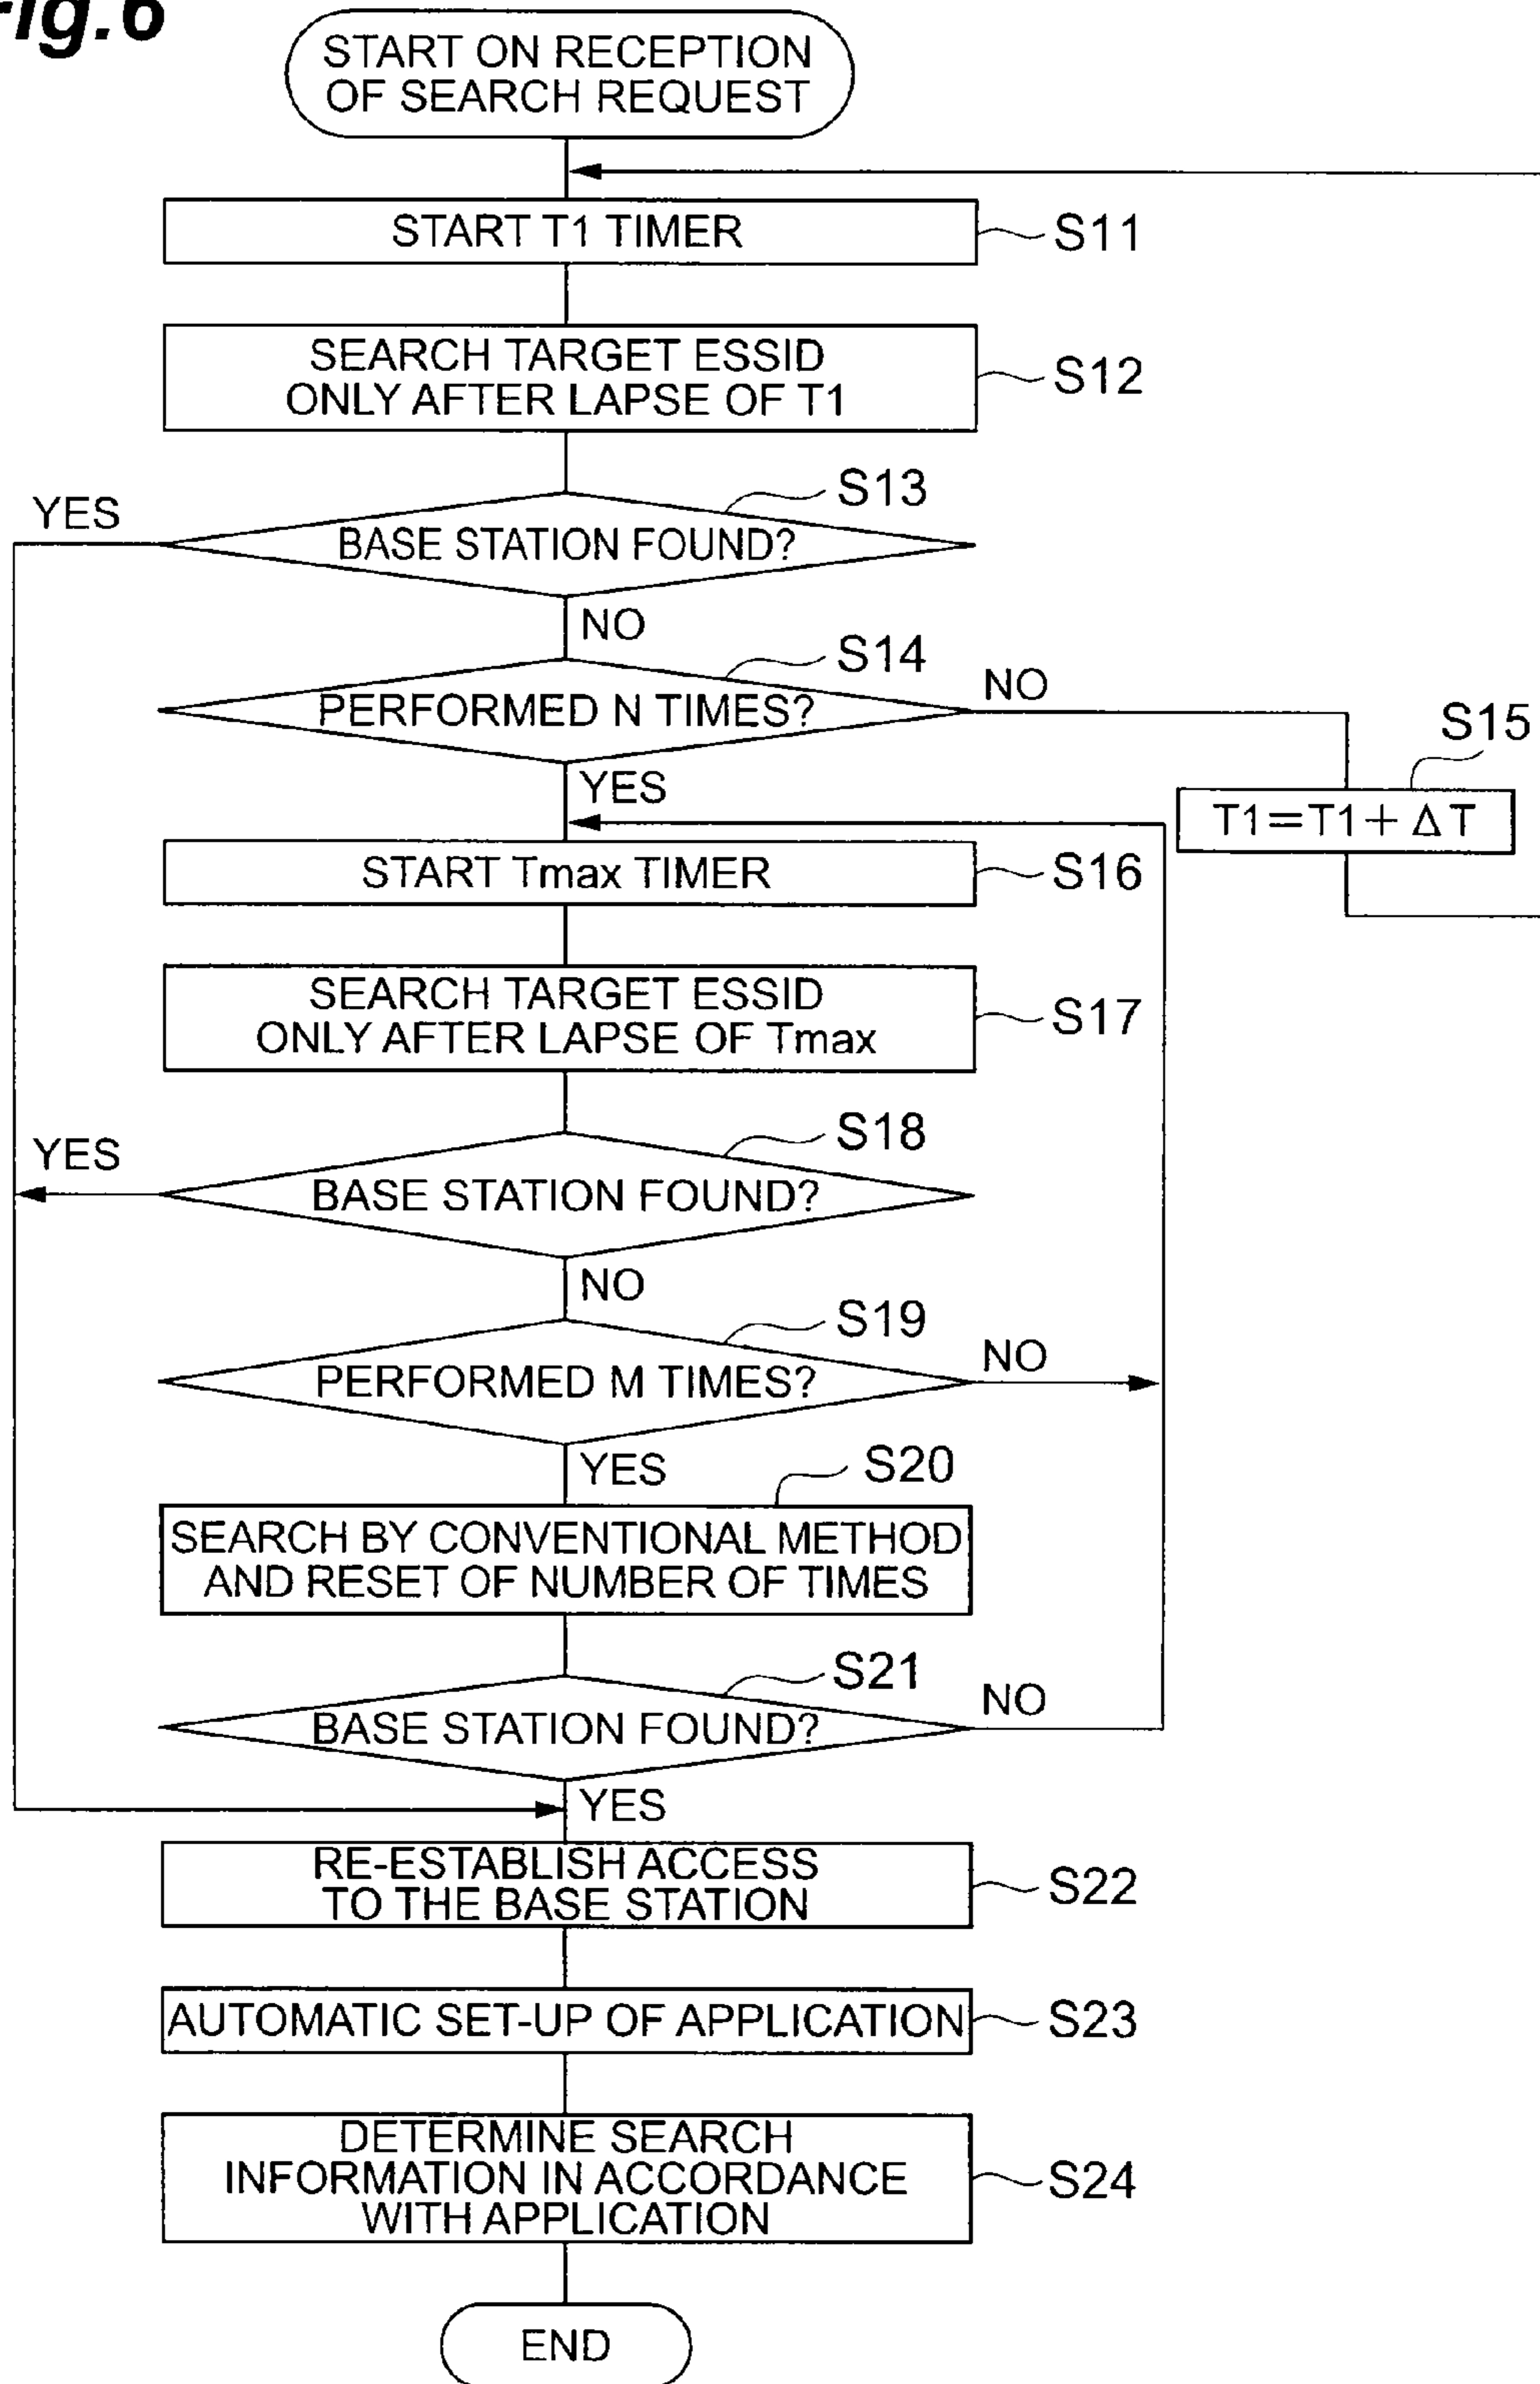 Fig.6
START ON RECEPTION
OF SEARCH REQUEST
START T1 TIMER
S11
SEARCH TARGET ESSID
ONLY AFTER LAPSE OF T1
S12
S13
YES
BASE STATION FOUND?
NO
S14
PERFORMED N TIMES?
NO
S15
T1=T1+ΔT
YES
START Tmax TIMER
S16
SEARCH TARGET ESSID
ONLY AFTER LAPSE OF Tmax
S17
S18
YES
BASE STATION FOUND?
NO
S19
PERFORMED M TIMES?
NO
YES
S20
SEARCH BY CONVENTIONAL METHOD
AND RESET OF NUMBER OF TIMES
S21
BASE STATION FOUND?
NO
YES
RE-ESTABLISH ACCESS
TO THE BASE STATION
S22
AUTOMATIC SET-UP OF APPLICATION
S23
DETERMINE SEARCH
INFORMATION IN ACCORDANCE
WITH APPLICATION
S24
END